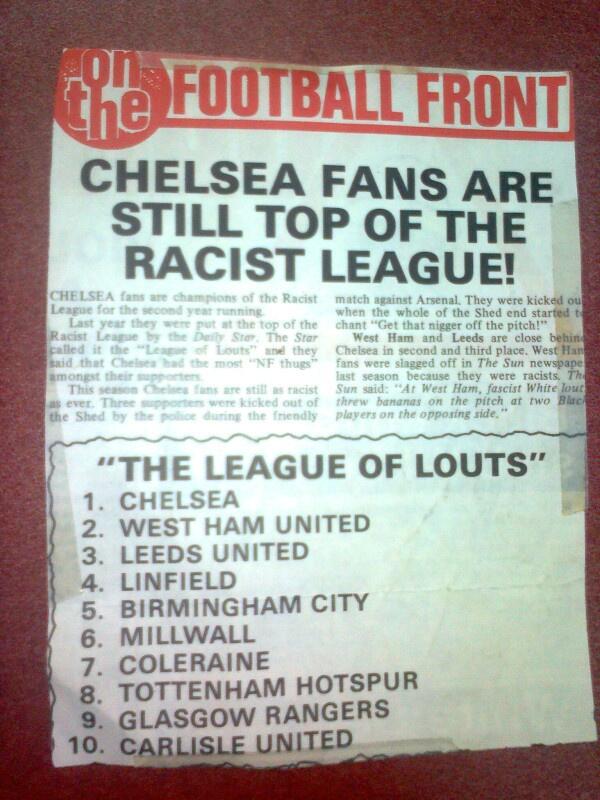 on the FOOTBALL FRONT
CHELSEA FANS ARE
STILL TOP OF THE
RACIST LEAGUE!
CHELSEA fans are champions of the Racist
League for the second year running.
Last year they were put at the top of the
Racist League by the Daily Star. The Star
called it the "League of Louts" and they
said that Chelsea had the most "NF thugs"
amongst their supporters.
This season Chelsea fans are still as racist
as ever. Three supporters were kicked out of
the Shed by the police during the friendly
match against Arsenal. They were kicked ou
when the whole of the Shed end started to
chant "Get that nigger off the pitch!"
West Ham and Leeds are close behind
Chelsea in second and third place. West Ham
fans were slagged off in The Sun newspape
last season because they were racists. The
Sun said: "At West Ham, fascist White lout
threw bananas on the pitch at two Black
players on the opposing side."
"THE LEAGUE OF LOUTS"
1. CHELSEA
2. WEST HAM UNITED
3. LEEDS UNITED
4. LINFIELD
5. BIRMINGHAM CITY
6. MILLWALL
7. COLERAINE
8. TOTTENHAM HOTSPUR
9. GLASGOW RANGERS
10. CARLISLE UNITED